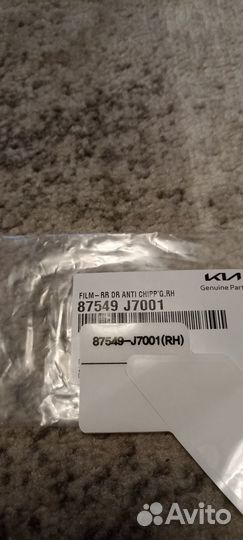 KIA
Genuine Part
FILM-RR DR ANTI CHIPP'G,RH
87549 J7001
87549-J7001(RH)
Avito